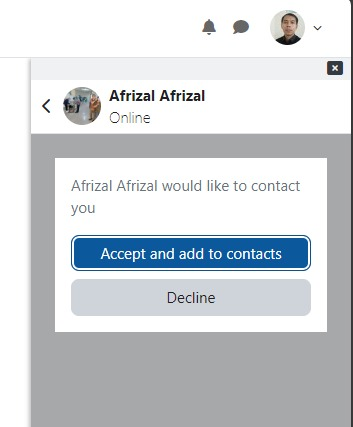 Afrizal Afrizal
Online
Afrizal Afrizal would like to contact
you
Accept and add to contacts
Decline